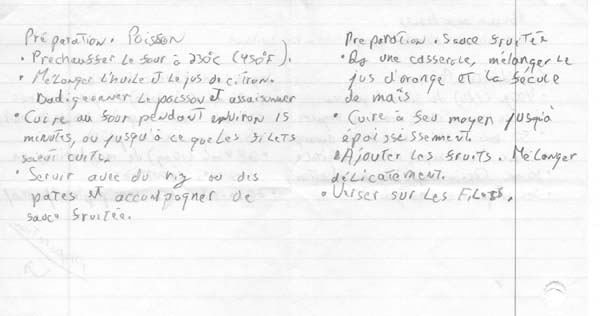 Préparation. Poisson
• Prechausser le four à 230°c (450°F).
• Mélanger l'huile et le jus de citron.
Badigeonner le poisson et assaisonner
• Cuire au four pendant environ 15
minutes, ou jusqu'à ce que les filets
soient cuits.
• Servir avec du riz ou des
pates et accompagner de
sauce fruitée.
Preparation. Sauce fruitée
• Ds une casserole, mélanger le
jus d'orange et la fécule
de maïs
• Cuire à feu moyen jusqu'à
épaississement.
• Ajouter les fruits. Mélanger
délicatement.
• Verser sur les Filets.